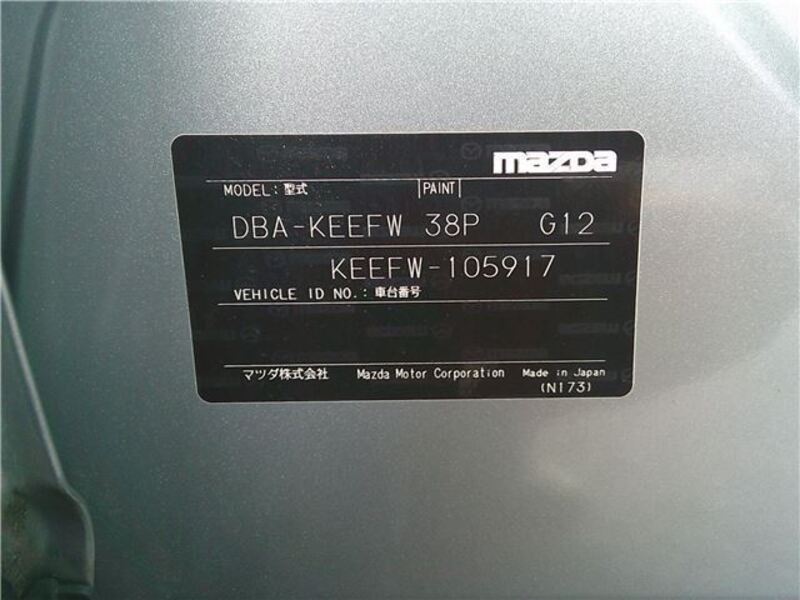 mazda
MODEL: 型式 PAINT
DBA-KEEFW 38P G12
KEEFW-105917
VEHICLE ID NO.: 車台番号
マツダ株式会社 Mazda Motor Corporation Made in Japan
(N173)